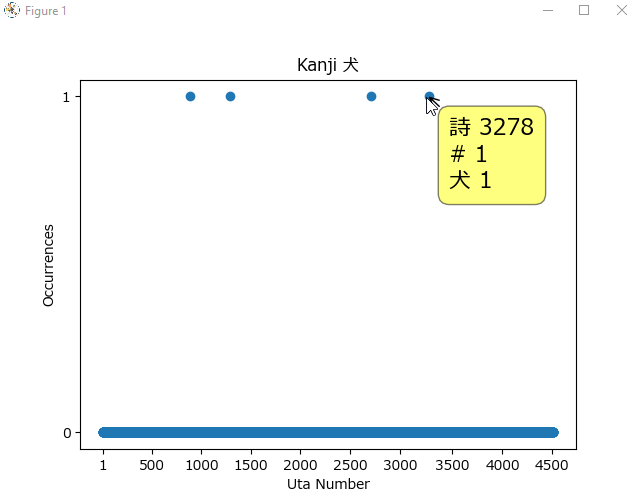 Figure 1
Kanji 犬
1
詩 3278
# 1
犬 1
Occurrences
0
1 500 1000 1500 2000 2500 3000 3500 4000 4500
Uta Number